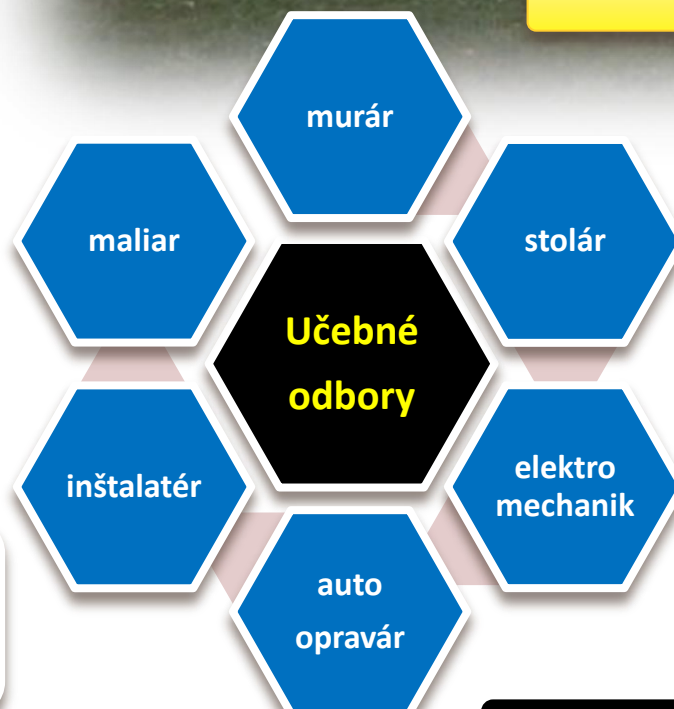 murár
maliar
stolár
Učebné
odbory
inštalatér
elektro
mechanik
auto
opravár